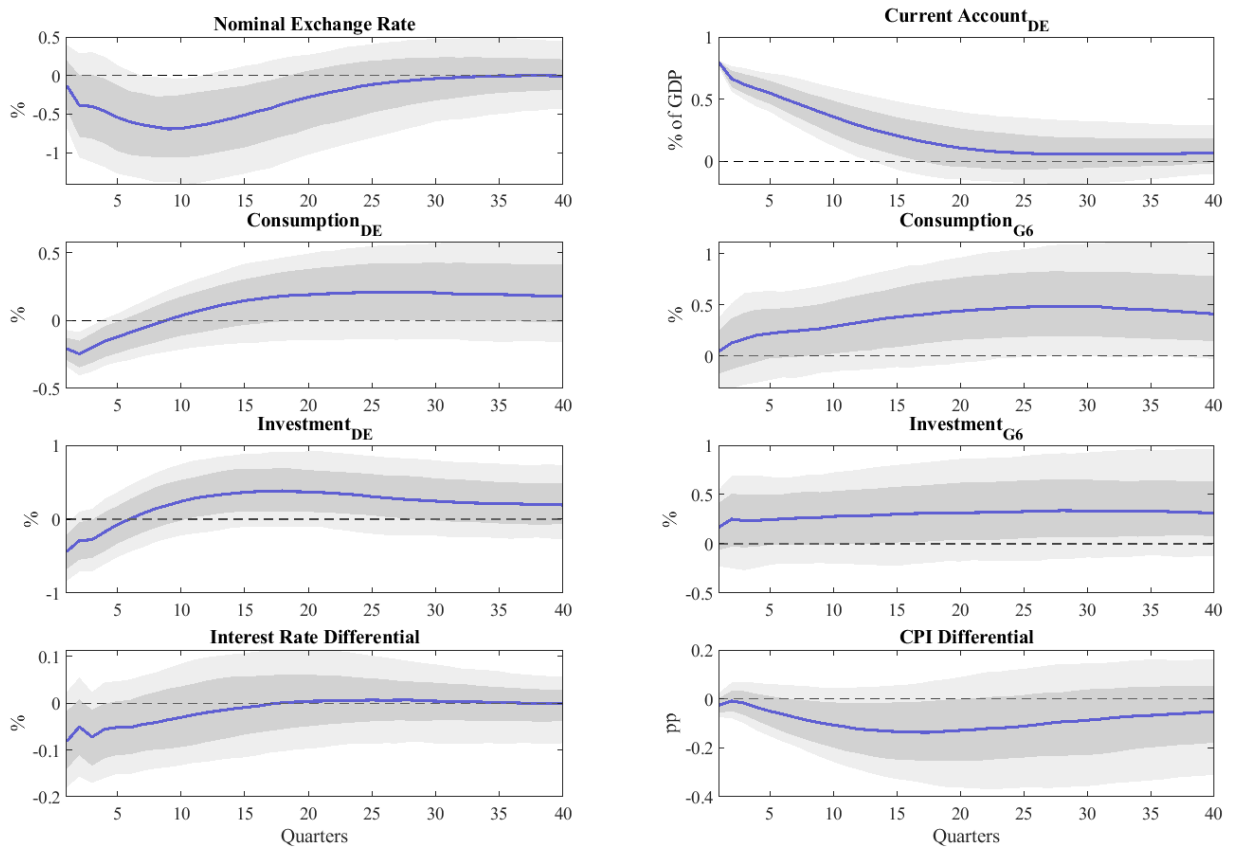 Nominal Exchange Rate
0.5
0
-0.5
-1
%
5 10 15 20 25 30 35 40
Current Account_DE
1
0.5
0
% of GDP
5 10 15 20 25 30 35 40
Consumption_DE
0.5
0
-0.5
%
5 10 15 20 25 30 35 40
Consumption_G6
1
0.5
0
%
5 10 15 20 25 30 35 40
Investment_DE
1
0
-1
%
5 10 15 20 25 30 35 40
Investment_G6
1
0.5
0
-0.5
%
5 10 15 20 25 30 35 40
Interest Rate Differential
0.1
0
-0.1
-0.2
%
5 10 15 20 25 30 35 40
Quarters
CPI Differential
0.2
0
-0.2
-0.4
pp
5 10 15 20 25 30 35 40
Quarters